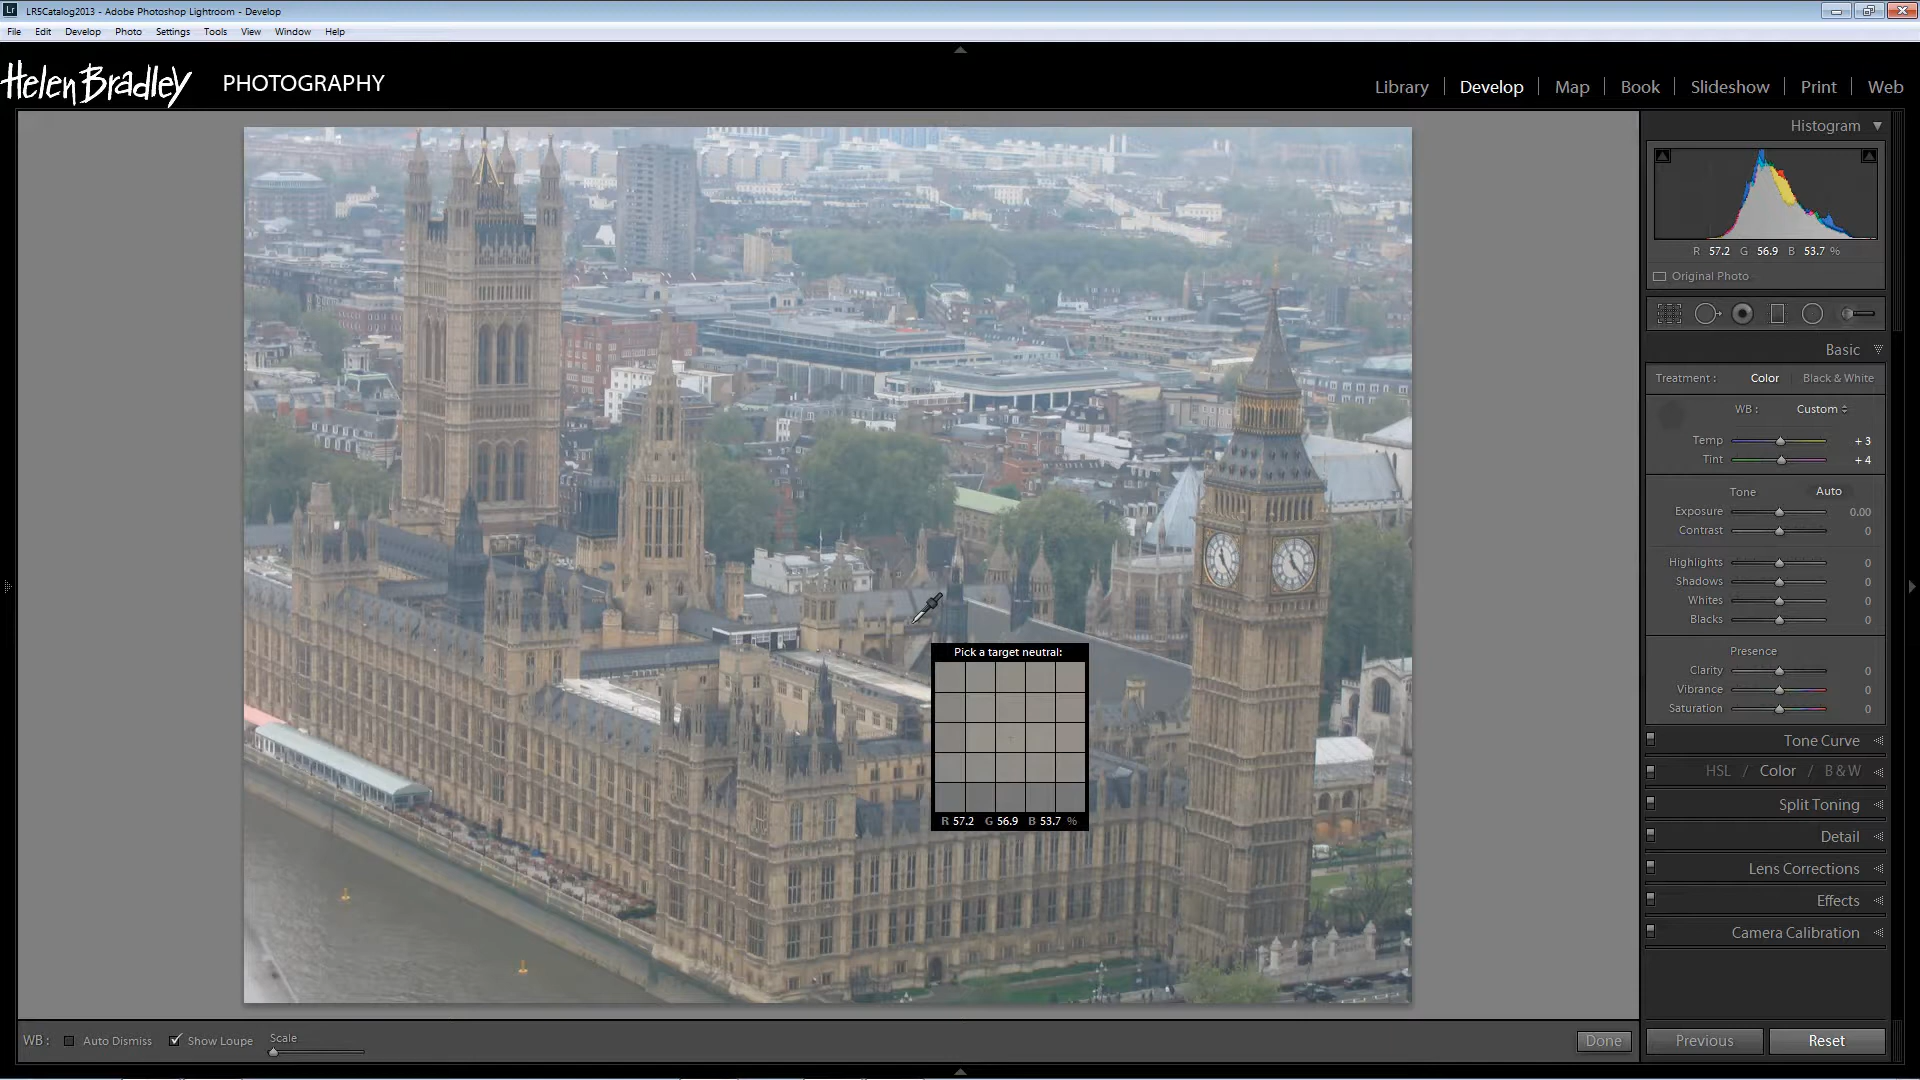 LR5Catalog2013 - Adobe Photoshop Lightroom - Develop
File Edit Develop Photo Settings Tools View Window Help
Helen Bradley PHOTOGRAPHY
Library Develop Map Book Slideshow Print Web
Histogram
R 57.2 G 56.9 B 53.7 %
Original Photo
Basic
Treatment : Color Black & White
WB : Custom
Temp + 3
Tint + 4
Tone Auto
Exposure 0.00
Contrast 0
Highlights 0
Shadows 0
Whites 0
Blacks 0
Presence
Clarity 0
Vibrance 0
Saturation 0
Tone Curve
HSL / Color / B & W
Split Toning
Detail
Lens Corrections
Effects
Camera Calibration
Previous Reset
Pick a target neutral:
R 57.2 G 56.9 B 53.7 %
WB : Auto Dismiss Show Loupe Scale Done